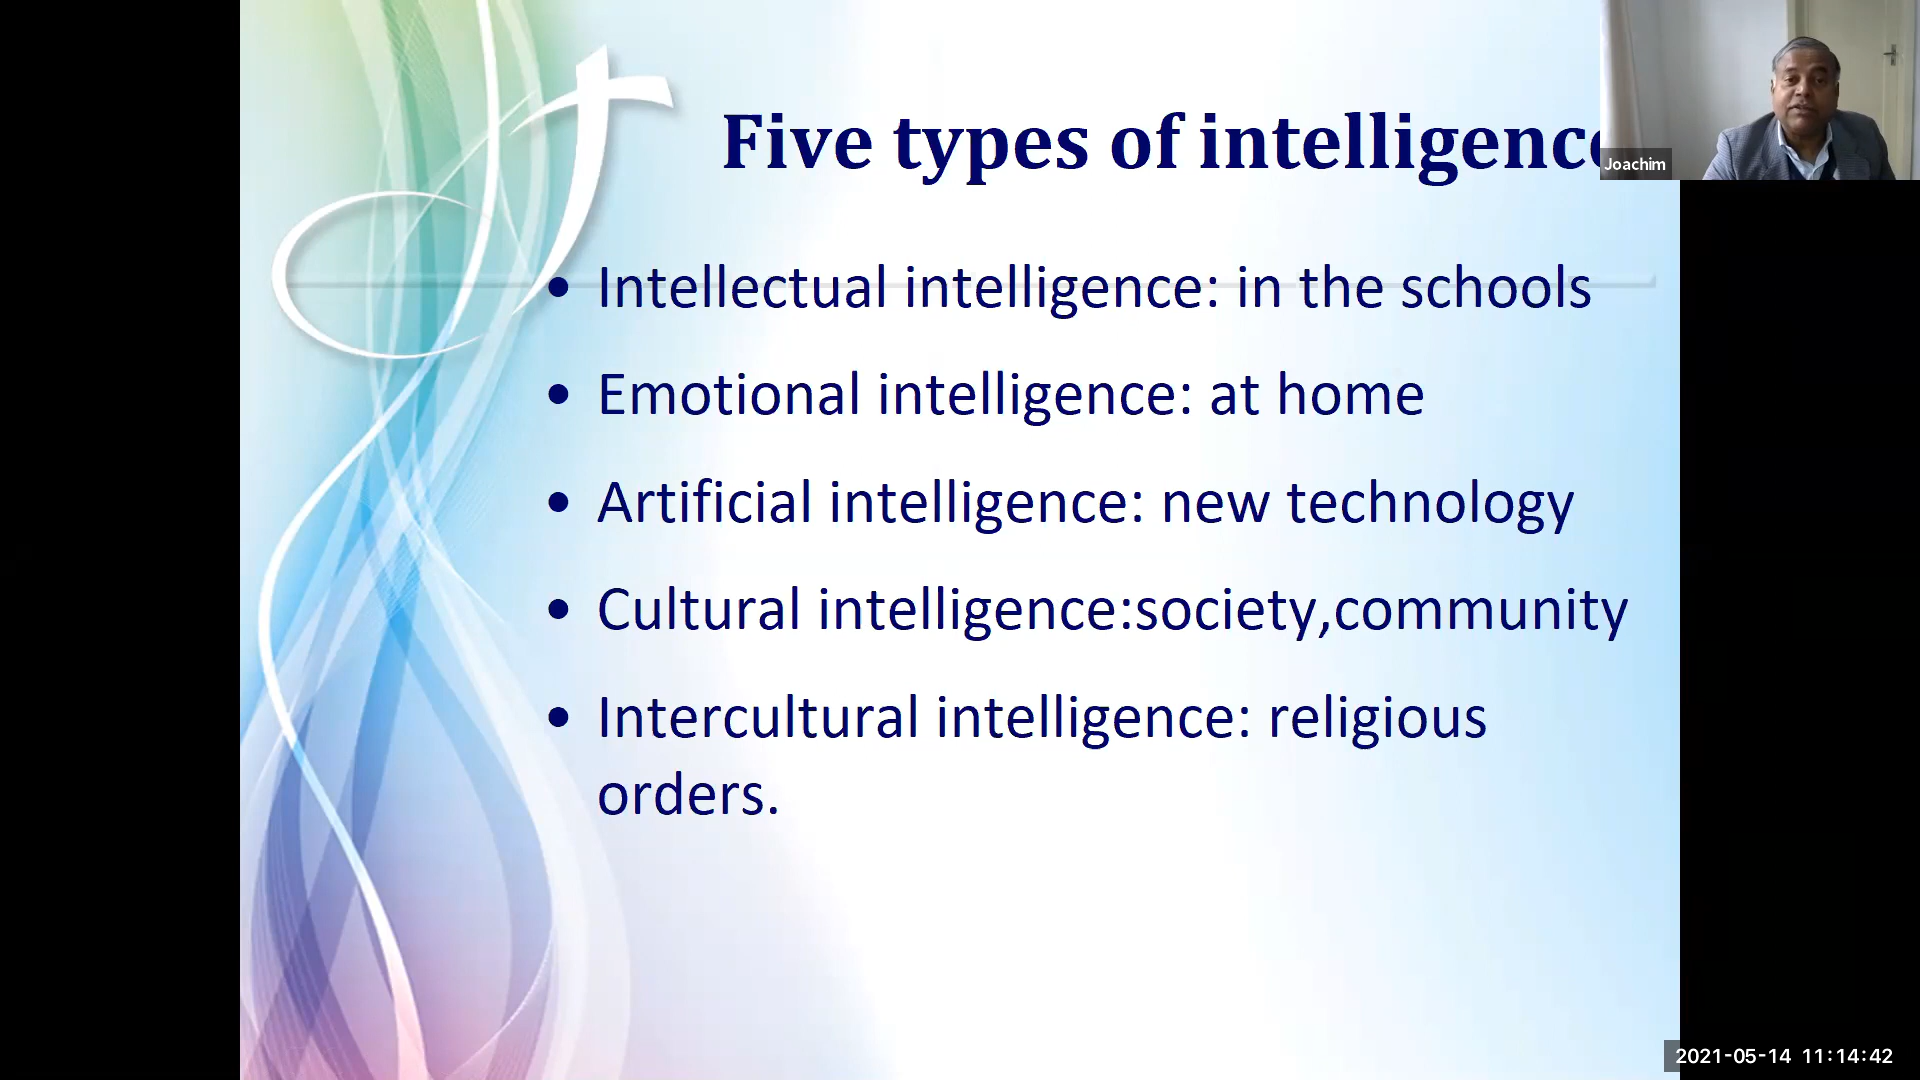 Five types of intelligenc
Joachim
• Intellectual intelligence: in the schools
• Emotional intelligence: at home
• Artificial intelligence: new technology
• Cultural intelligence:society,community
• Intercultural intelligence: religious
orders.
2021-05-14 11:14:42